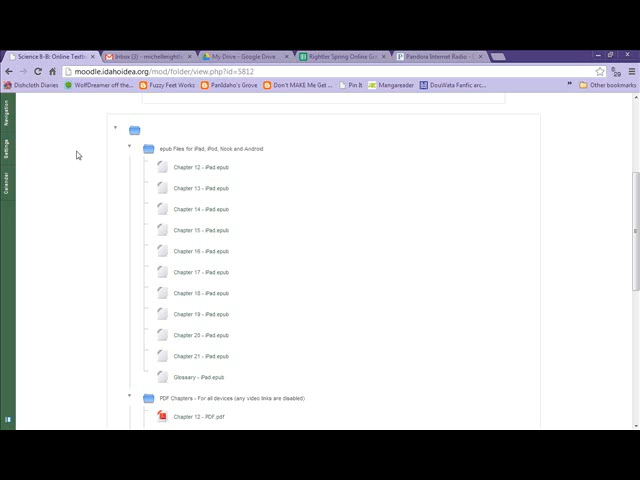 Science 8-B: Online Textb
Inbox (3) - michellenight
My Drive - Google Drive
Rightler Spring Online Gr
Pandora Internet Radio -
moodle.idahoidea.org/mod/folder/view.php?id=5812
Dishcloth Diaries
WolfDreamer off the...
Fuzzy Feet Works
Pandaho's Grove
Don't MAKE Me Get ...
Pin It
Mangareader
DouWata Fanfic arc...
Other bookmarks
Navigation
Settings
Calendar
epub Files for iPad, iPod, Nook and Android
Chapter 12 - iPad.epub
Chapter 13 - iPad.epub
Chapter 14 - iPad.epub
Chapter 15 - iPad.epub
Chapter 16 - iPad.epub
Chapter 17 - iPad.epub
Chapter 18 - iPad.epub
Chapter 19 - iPad.epub
Chapter 20 - iPad.epub
Chapter 21 - iPad.epub
Glossary - iPad.epub
PDF Chapters - For all devices (any video links are disabled)
Chapter 12 - PDF.pdf